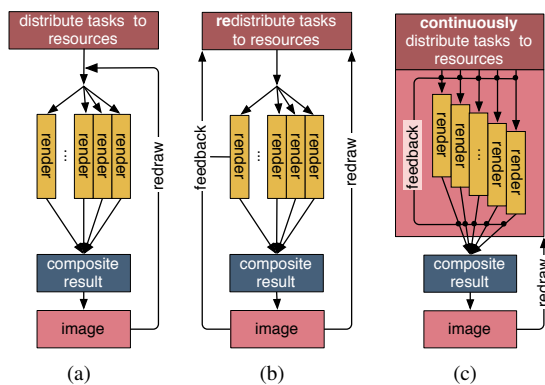 distribute tasks to
resources
render
...
render
render
render
redraw
composite
result
image
(a)
redistribute tasks
to resources
feedback
render
...
render
render
render
redraw
composite
result
image
(b)
continuously
distribute tasks to
resources
feedback
render
render
...
render
render
composite
result
redraw
image
(c)